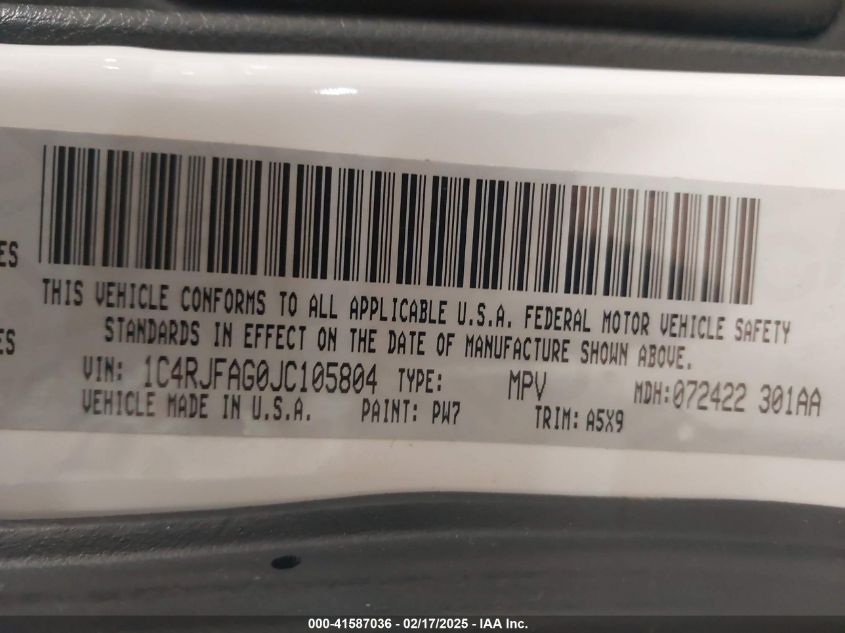 THIS VEHICLE CONFORMS TO ALL APPLICABLE U.S.A. FEDERAL MOTOR VEHICLE SAFETY
STANDARDS IN EFFECT ON THE DATE OF MANUFACTURE SHOWN ABOVE.
ES
ES
VIN: 1C4RJFAG0JC105804 TYPE: MPV MDH:072422 301AA
VEHICLE MADE IN U.S.A. PAINT: PW7 TRIM: A5X9
000-41587036 - 02/17/2025 - IAA Inc.